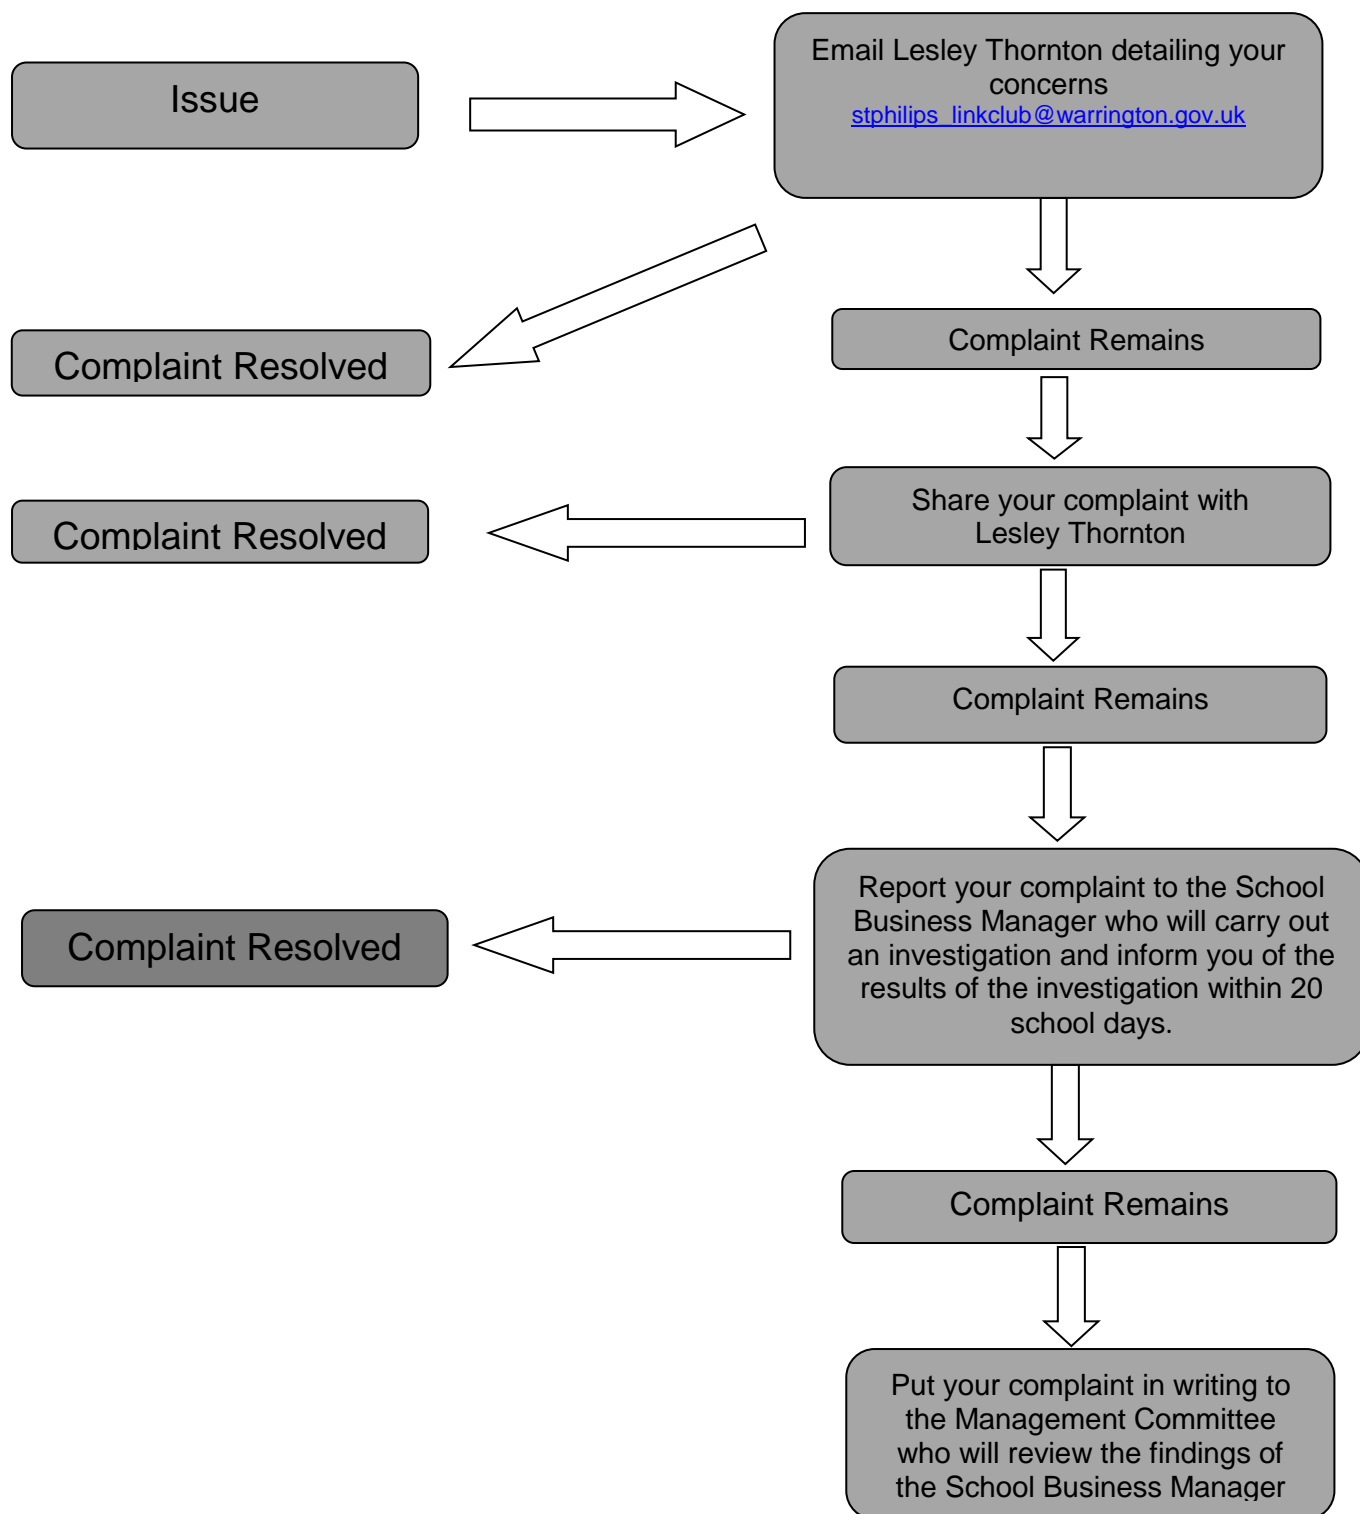 Issue
Email Lesley Thornton detailing your
concerns
stphilips_linkclub@warrington.gov.uk
Complaint Resolved
Complaint Remains
Complaint Resolved
Share your complaint with
Lesley Thornton
Complaint Remains
Complaint Resolved
Report your complaint to the School
Business Manager who will carry out
an investigation and inform you of the
results of the investigation within 20
school days.
Complaint Remains
Put your complaint in writing to
the Management Committee
who will review the findings of
the School Business Manager